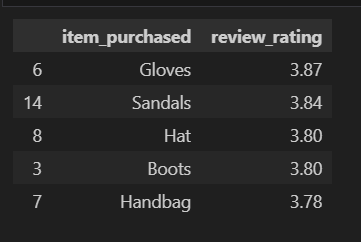 item_purchased review_rating
6 Gloves 3.87
14 Sandals 3.84
8 Hat 3.80
3 Boots 3.80
7 Handbag 3.78